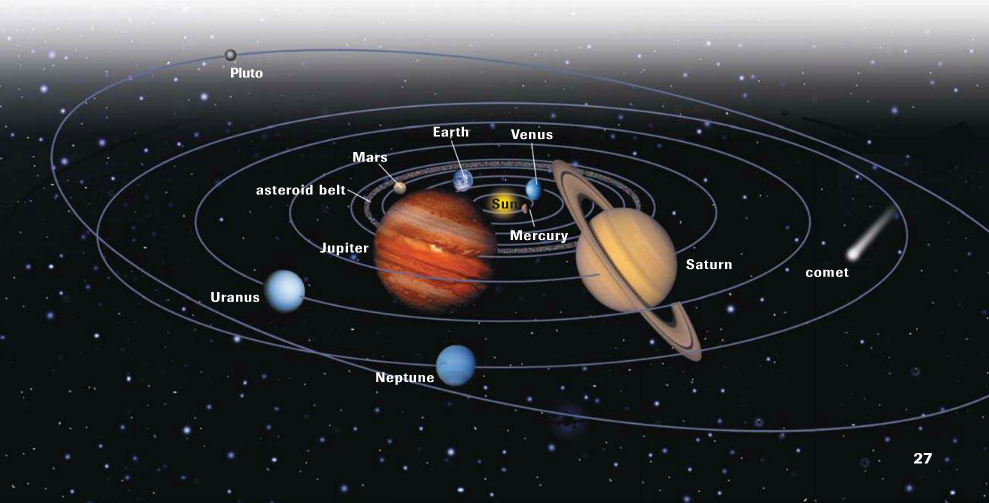 Pluto
Earth
Venus
Mars
asteroid belt
Sun
Mercury
Jupiter
Saturn
comet
Uranus
Neptune
27